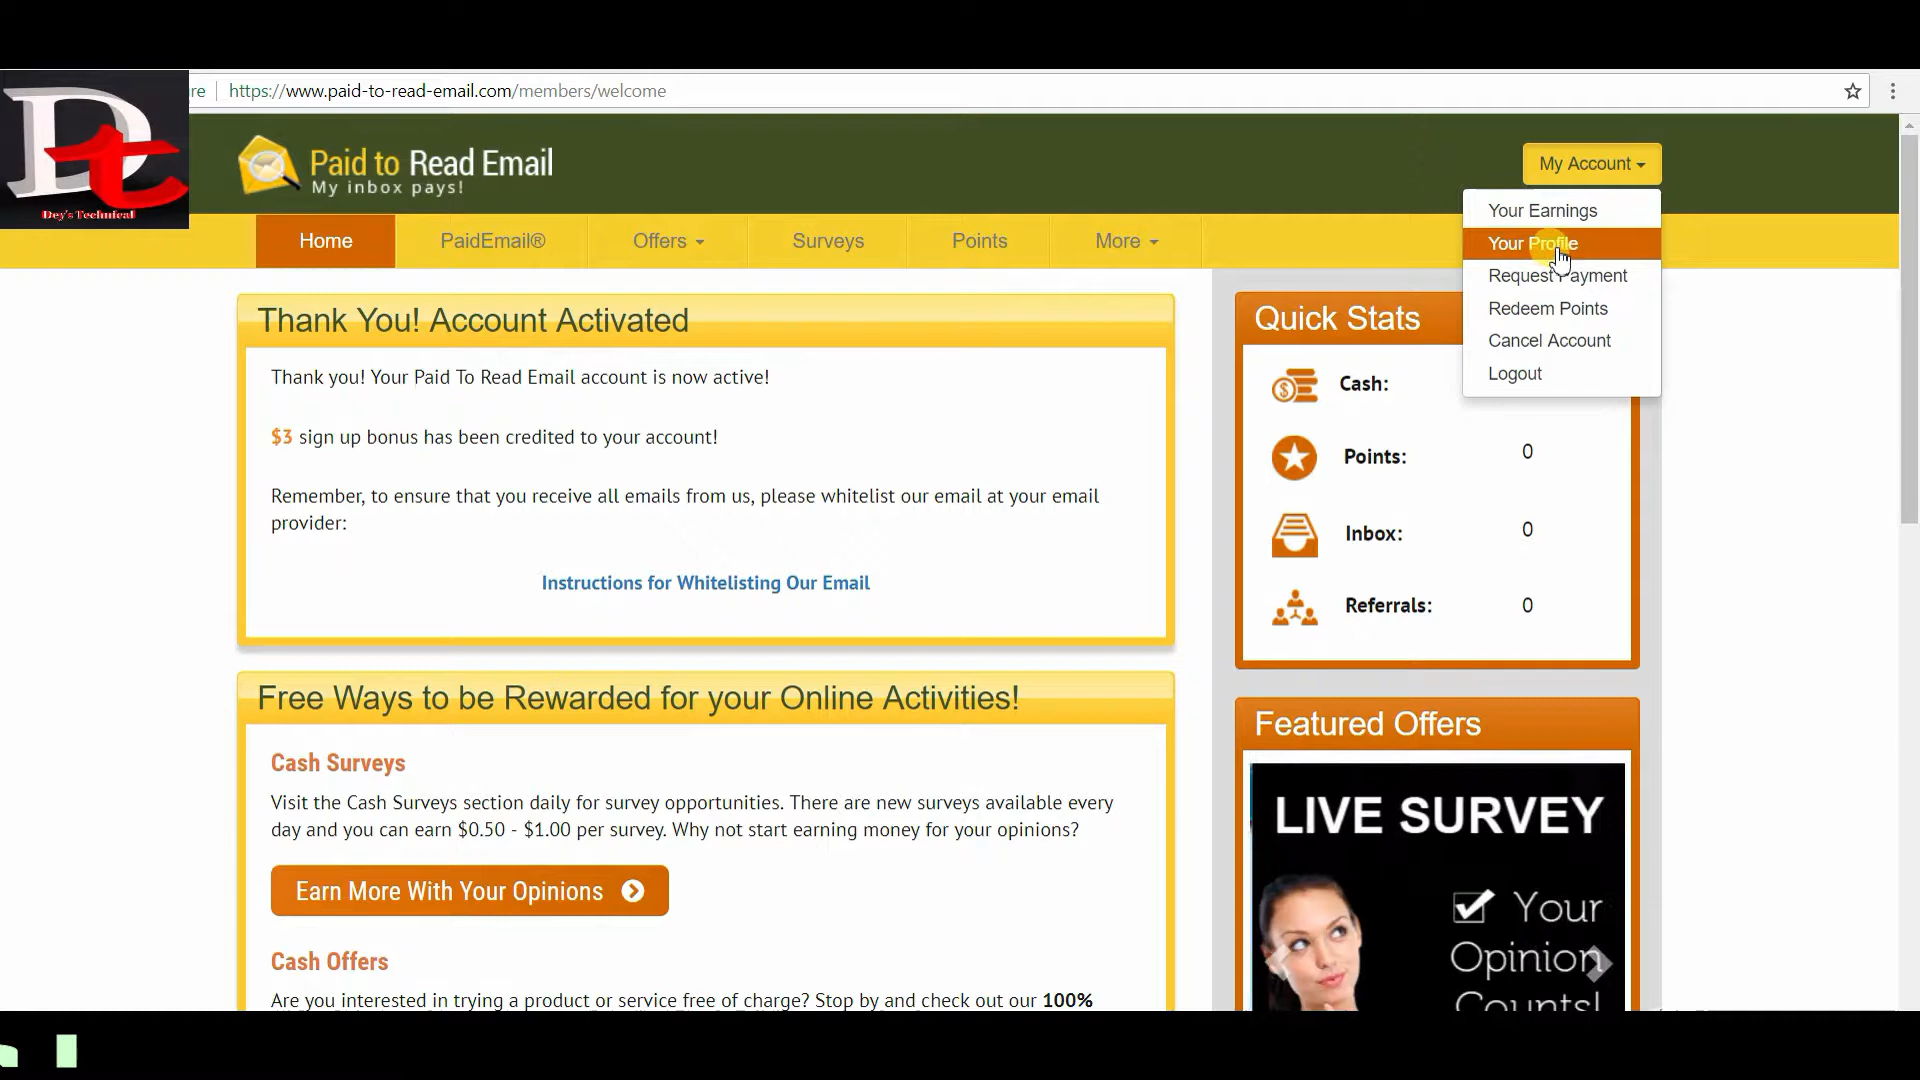 re https://www.paid-to-read-email.com/members/welcome
Dt
Dey's Technical
Paid to Read Email
My inbox pays!
My Account
Your Earnings
Your Profile
Request Payment
Redeem Points
Cancel Account
Logout
Home PaidEmail® Offers Surveys Points More
Thank You! Account Activated
Thank you! Your Paid To Read Email account is now active!
$3 sign up bonus has been credited to your account!
Remember, to ensure that you receive all emails from us, please whitelist our email at your email
provider:
Instructions for Whitelisting Our Email
Quick Stats
Cash:
Points: 0
Inbox: 0
Referrals: 0
Free Ways to be Rewarded for your Online Activities!
Cash Surveys
Visit the Cash Surveys section daily for survey opportunities. There are new surveys available every
day and you can earn $0.50 - $1.00 per survey. Why not start earning money for your opinions?
Earn More With Your Opinions
Cash Offers
Are you interested in trying a product or service free of charge? Stop by and check out our 100%
Featured Offers
LIVE SURVEY
Your
Opinion
Counts!